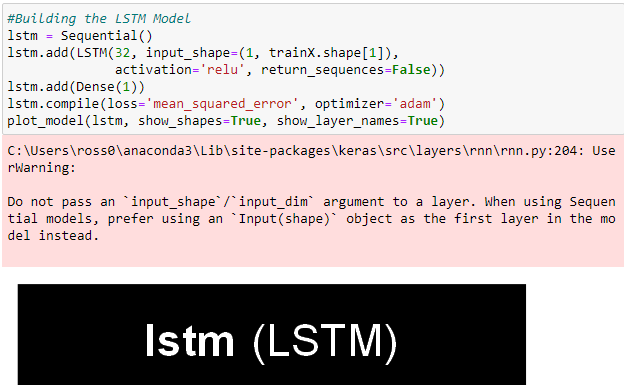 #Building the LSTM Model
lstm = Sequential()
lstm.add(LSTM(32, input_shape=(1, trainX.shape[1]),
              activation='relu', return_sequences=False))
lstm.add(Dense(1))
lstm.compile(loss='mean_squared_error', optimizer='adam')
plot_model(lstm, show_shapes=True, show_layer_names=True)
C:\Users\ross0\anaconda3\Lib\site-packages\keras\src\layers\rnn\rnn.py:204: Use
rWarning:
Do not pass an `input_shape`/`input_dim` argument to a layer. When using Sequen
tial models, prefer using an `Input(shape)` object as the first layer in the mo
del instead.
lstm (LSTM)